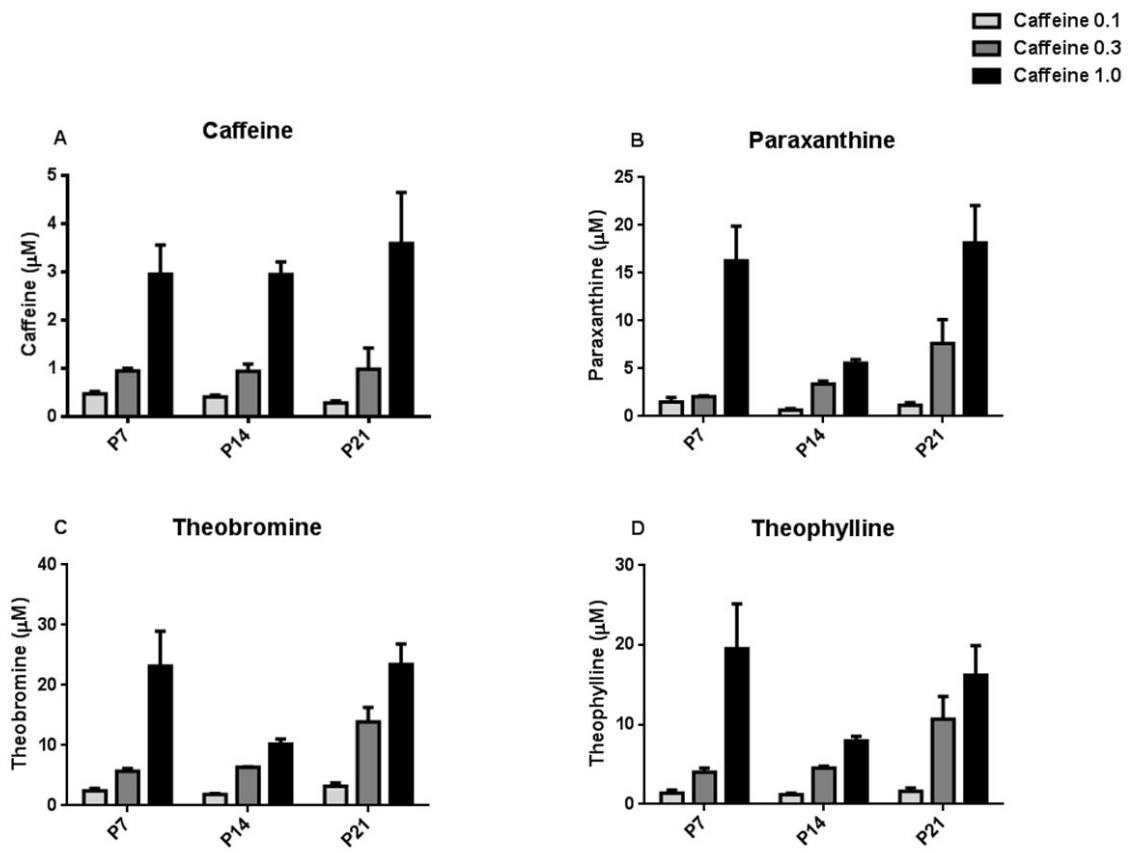 Caffeine 0.1
Caffeine 0.3
Caffeine 1.0
A
Caffeine
Caffeine (μM)
5
4
3
2
1
0
P7
P14
P21
B
Paraxanthine
Paraxanthine (μM)
25
20
15
10
5
0
P7
P14
P21
C
Theobromine
Theobromine (μM)
40
30
20
10
0
P7
P14
P21
D
Theophylline
Theophylline (μM)
30
20
10
0
P7
P14
P21